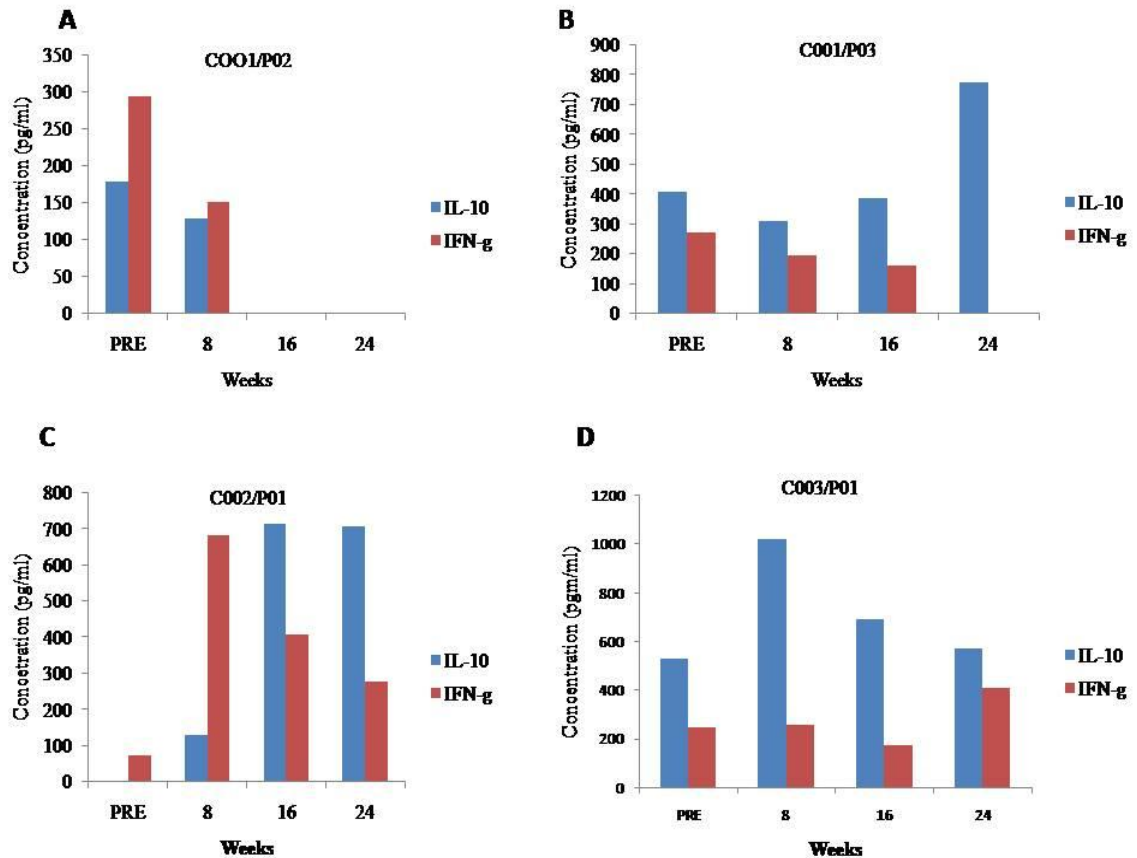 A
COO1/P02
Concentration (pg/ml)
350
300
250
200
150
100
50
0
PRE 8 16 24
Weeks
IL-10
IFN-g
B
C001/P03
Concentration (pg/ml)
900
800
700
600
500
400
300
200
100
0
PRE 8 16 24
Weeks
IL-10
IFN-g
C
C002/P01
Concetration (pg/ml)
800
700
600
500
400
300
200
100
0
PRE 8 16 24
Weeks
IL-10
IFN-g
D
C003/P01
Concentration (pgm/ml)
1200
1000
800
600
400
200
0
PRE 8 16 24
Weeks
IL-10
IFN-g